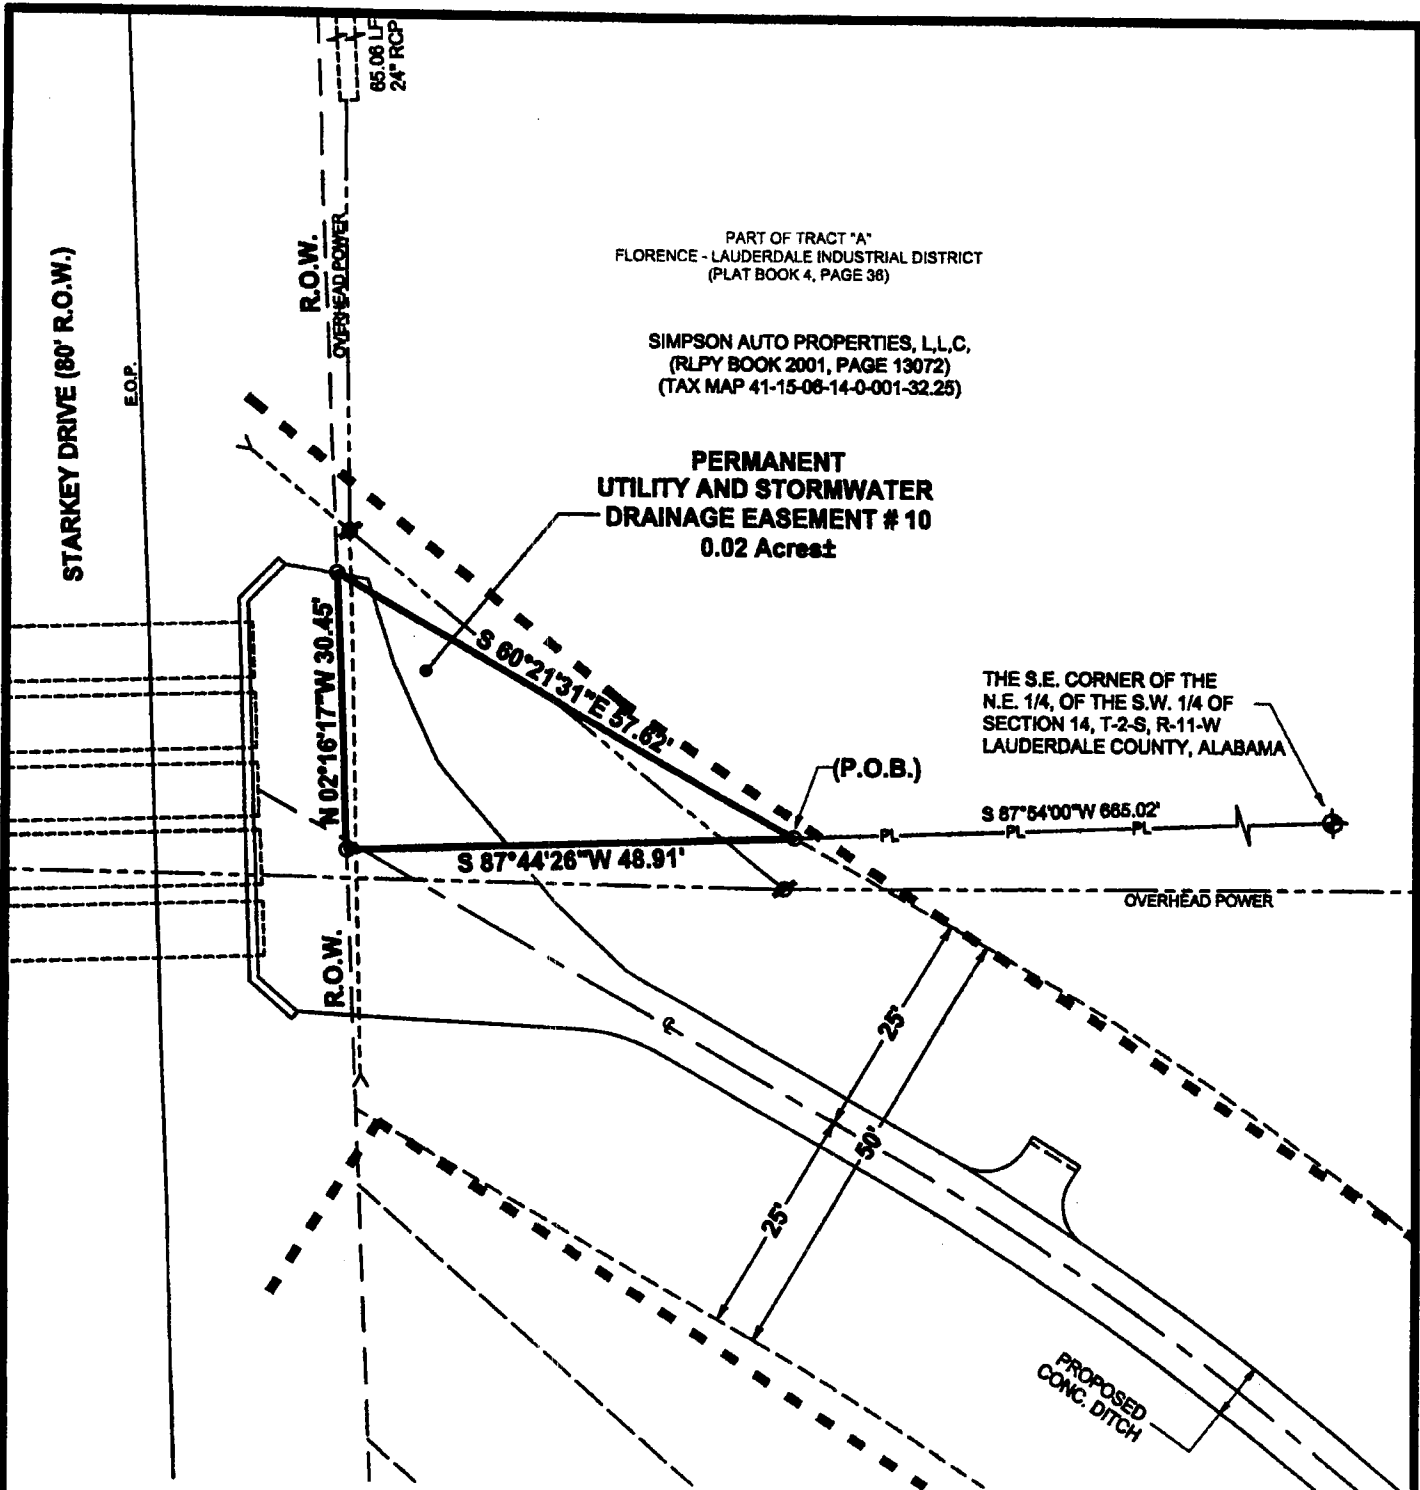 65.06 LF
24" RCP
STARKEY DRIVE (80' R.O.W.)
E.O.P.
R.O.W.
OVERHEAD POWER
PART OF TRACT "A"
FLORENCE - LAUDERDALE INDUSTRIAL DISTRICT
(PLAT BOOK 4, PAGE 36)
SIMPSON AUTO PROPERTIES, L.L.C.
(RLPY BOOK 2001, PAGE 13072)
(TAX MAP 41-15-06-14-0-001-32.25)
PERMANENT
UTILITY AND STORMWATER
DRAINAGE EASEMENT # 10
0.02 Acres±
N 02°16'17"W 30.45'
S 60°21'31"E 57.62'
THE S.E. CORNER OF THE
N.E. 1/4, OF THE S.W. 1/4 OF
SECTION 14, T-2-S, R-11-W
LAUDERDALE COUNTY, ALABAMA
(P.O.B.)
S 87°54'00"W 665.02'
PL PL PL
S 87°44'26"W 48.91'
OVERHEAD POWER
R.O.W.
25'
50'
25'
PROPOSED
CONC. DITCH